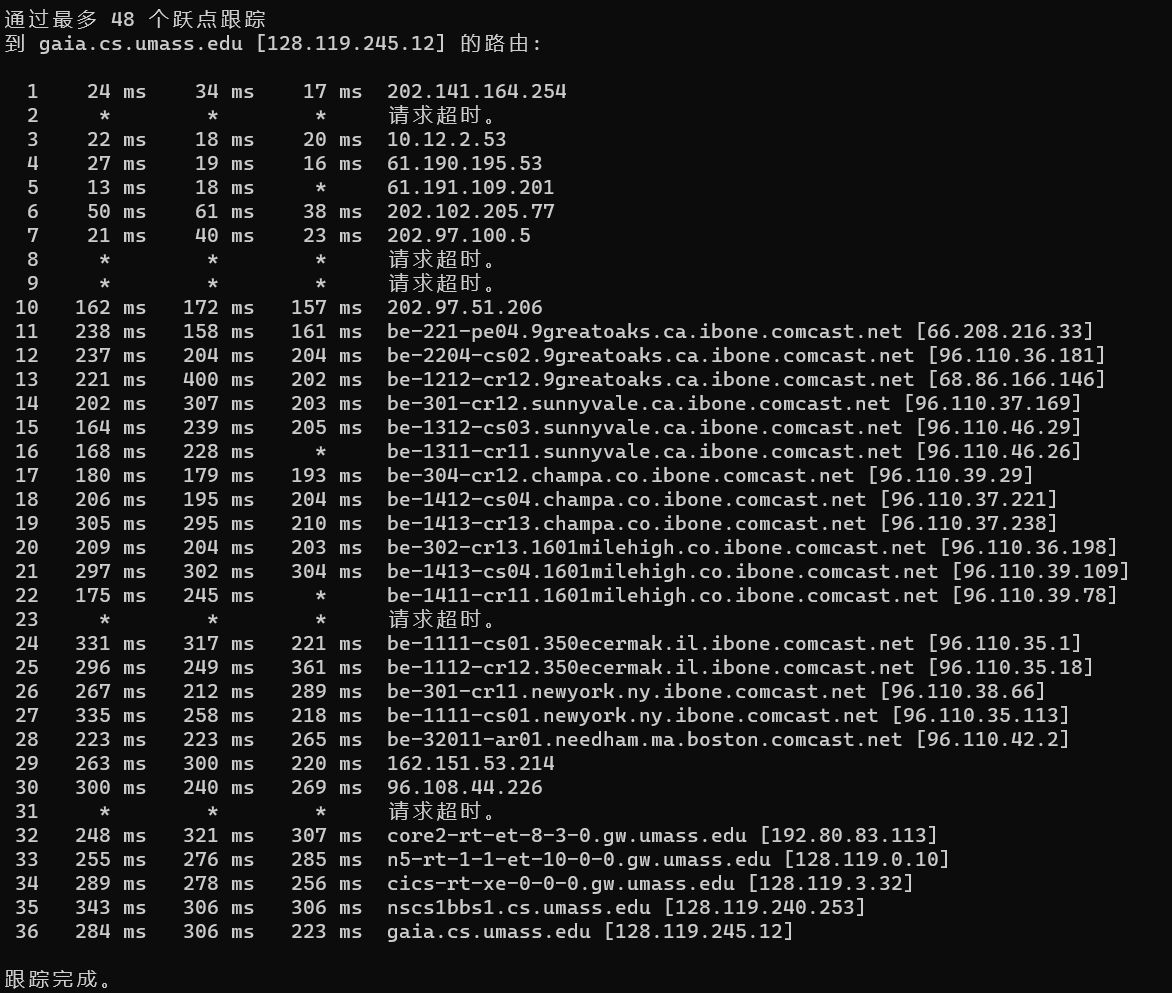 通过最多 48 个跃点跟踪
到 gaia.cs.umass.edu [128.119.245.12] 的路由:
1 24 ms 34 ms 17 ms 202.141.164.254
2 * * * 请求超时。
3 22 ms 18 ms 20 ms 10.12.2.53
4 27 ms 19 ms 16 ms 61.190.195.53
5 13 ms 18 ms * 61.191.109.201
6 50 ms 61 ms 38 ms 202.102.205.77
7 21 ms 40 ms 23 ms 202.97.100.5
8 * * * 请求超时。
9 * * * 请求超时。
10 162 ms 172 ms 157 ms 202.97.51.206
11 238 ms 158 ms 161 ms be-221-pe04.9greatoaks.ca.ibone.comcast.net [66.208.216.33]
12 237 ms 204 ms 204 ms be-2204-cs02.9greatoaks.ca.ibone.comcast.net [96.110.36.181]
13 221 ms 400 ms 202 ms be-1212-cr12.9greatoaks.ca.ibone.comcast.net [68.86.166.146]
14 202 ms 307 ms 203 ms be-301-cr12.sunnyvale.ca.ibone.comcast.net [96.110.37.169]
15 164 ms 239 ms 205 ms be-1312-cs03.sunnyvale.ca.ibone.comcast.net [96.110.46.29]
16 168 ms 228 ms * be-1311-cr11.sunnyvale.ca.ibone.comcast.net [96.110.46.26]
17 180 ms 179 ms 193 ms be-304-cr12.champa.co.ibone.comcast.net [96.110.39.29]
18 206 ms 195 ms 204 ms be-1412-cs04.champa.co.ibone.comcast.net [96.110.37.221]
19 305 ms 295 ms 210 ms be-1413-cr13.champa.co.ibone.comcast.net [96.110.37.238]
20 209 ms 204 ms 203 ms be-302-cr13.1601milehigh.co.ibone.comcast.net [96.110.36.198]
21 297 ms 302 ms 304 ms be-1413-cs04.1601milehigh.co.ibone.comcast.net [96.110.39.109]
22 175 ms 245 ms * be-1411-cr11.1601milehigh.co.ibone.comcast.net [96.110.39.78]
23 * * * 请求超时。
24 331 ms 317 ms 221 ms be-1111-cs01.350ecermak.il.ibone.comcast.net [96.110.35.1]
25 296 ms 249 ms 361 ms be-1112-cr12.350ecermak.il.ibone.comcast.net [96.110.35.18]
26 267 ms 212 ms 289 ms be-301-cr11.newyork.ny.ibone.comcast.net [96.110.38.66]
27 335 ms 258 ms 218 ms be-1111-cs01.newyork.ny.ibone.comcast.net [96.110.35.113]
28 223 ms 223 ms 265 ms be-32011-ar01.needham.ma.boston.comcast.net [96.110.42.2]
29 263 ms 300 ms 220 ms 162.151.53.214
30 300 ms 240 ms 269 ms 96.108.44.226
31 * * * 请求超时。
32 248 ms 321 ms 307 ms core2-rt-et-8-3-0.gw.umass.edu [192.80.83.113]
33 255 ms 276 ms 285 ms n5-rt-1-1-et-10-0-0.gw.umass.edu [128.119.0.10]
34 289 ms 278 ms 256 ms cics-rt-xe-0-0-0.gw.umass.edu [128.119.3.32]
35 343 ms 306 ms 306 ms nscs1bbs1.cs.umass.edu [128.119.240.253]
36 284 ms 306 ms 223 ms gaia.cs.umass.edu [128.119.245.12]
跟踪完成。